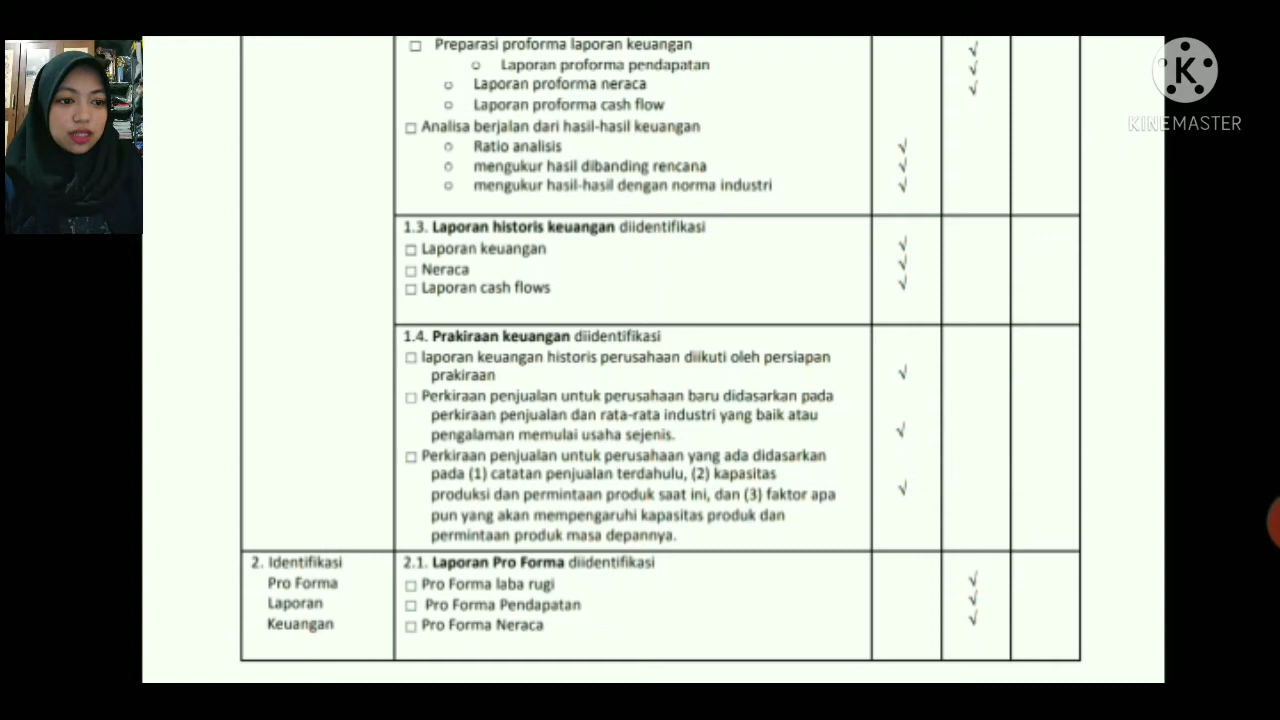 □ Preparasi proforma laporan keuangan √
o Laporan proforma pendapatan √
o Laporan proforma neraca √
o Laporan proforma cash flow
□ Analisa berjalan dari hasil-hasil keuangan
o Ratio analisis √
o mengukur hasil dibanding rencana √
o mengukur hasil-hasil dengan norma industri √
1.3. Laporan historis keuangan diidentifikasi
□ Laporan keuangan √
□ Neraca √
□ Laporan cash flows √
1.4. Prakiraan keuangan diidentifikasi
□ laporan keuangan historis perusahaan diikuti oleh persiapan
prakiraan √
□ Perkiraan penjualan untuk perusahaan baru didasarkan pada
perkiraan penjualan dan rata-rata industri yang baik atau
pengalaman memulai usaha sejenis. √
□ Perkiraan penjualan untuk perusahaan yang ada didasarkan
pada (1) catatan penjualan terdahulu, (2) kapasitas
produksi dan permintaan produk saat ini, dan (3) faktor apa √
pun yang akan mempengaruhi kapasitas produk dan
permintaan produk masa depannya.
2. Identifikasi
Pro Forma
Laporan
Keuangan
2.1. Laporan Pro Forma diidentifikasi
□ Pro Forma laba rugi √
□ Pro Forma Pendapatan √
□ Pro Forma Neraca √
K
KINEMASTER